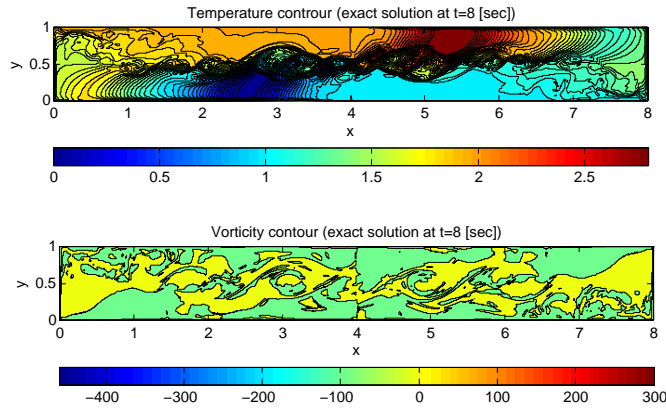 Temperature contour (exact solution at t=8 [sec])
1
0.5
0
y
0 1 2 3 4 5 6 7 8
x
0 0.5 1 1.5 2 2.5
Vorticity contour (exact solution at t=8 [sec])
1
0.5
0
y
0 1 2 3 4 5 6 7 8
x
−400 −300 −200 −100 0 100 200 300